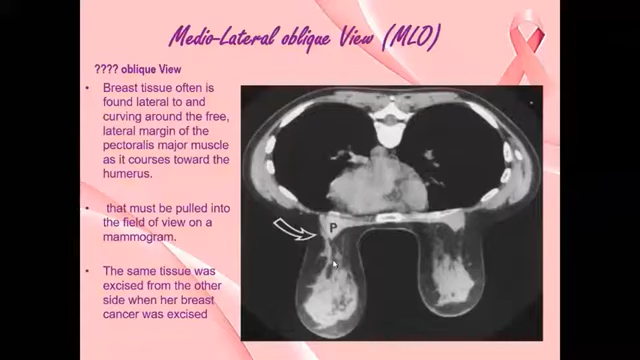 Medio-Lateral oblique View (MLO)
???? oblique View
• Breast tissue often is
found lateral to and
curving around the free,
lateral margin of the
pectoralis major muscle
as it courses toward the
humerus.
• that must be pulled into
the field of view on a
mammogram.
• The same tissue was
excised from the other
side when her breast
cancer was excised
P